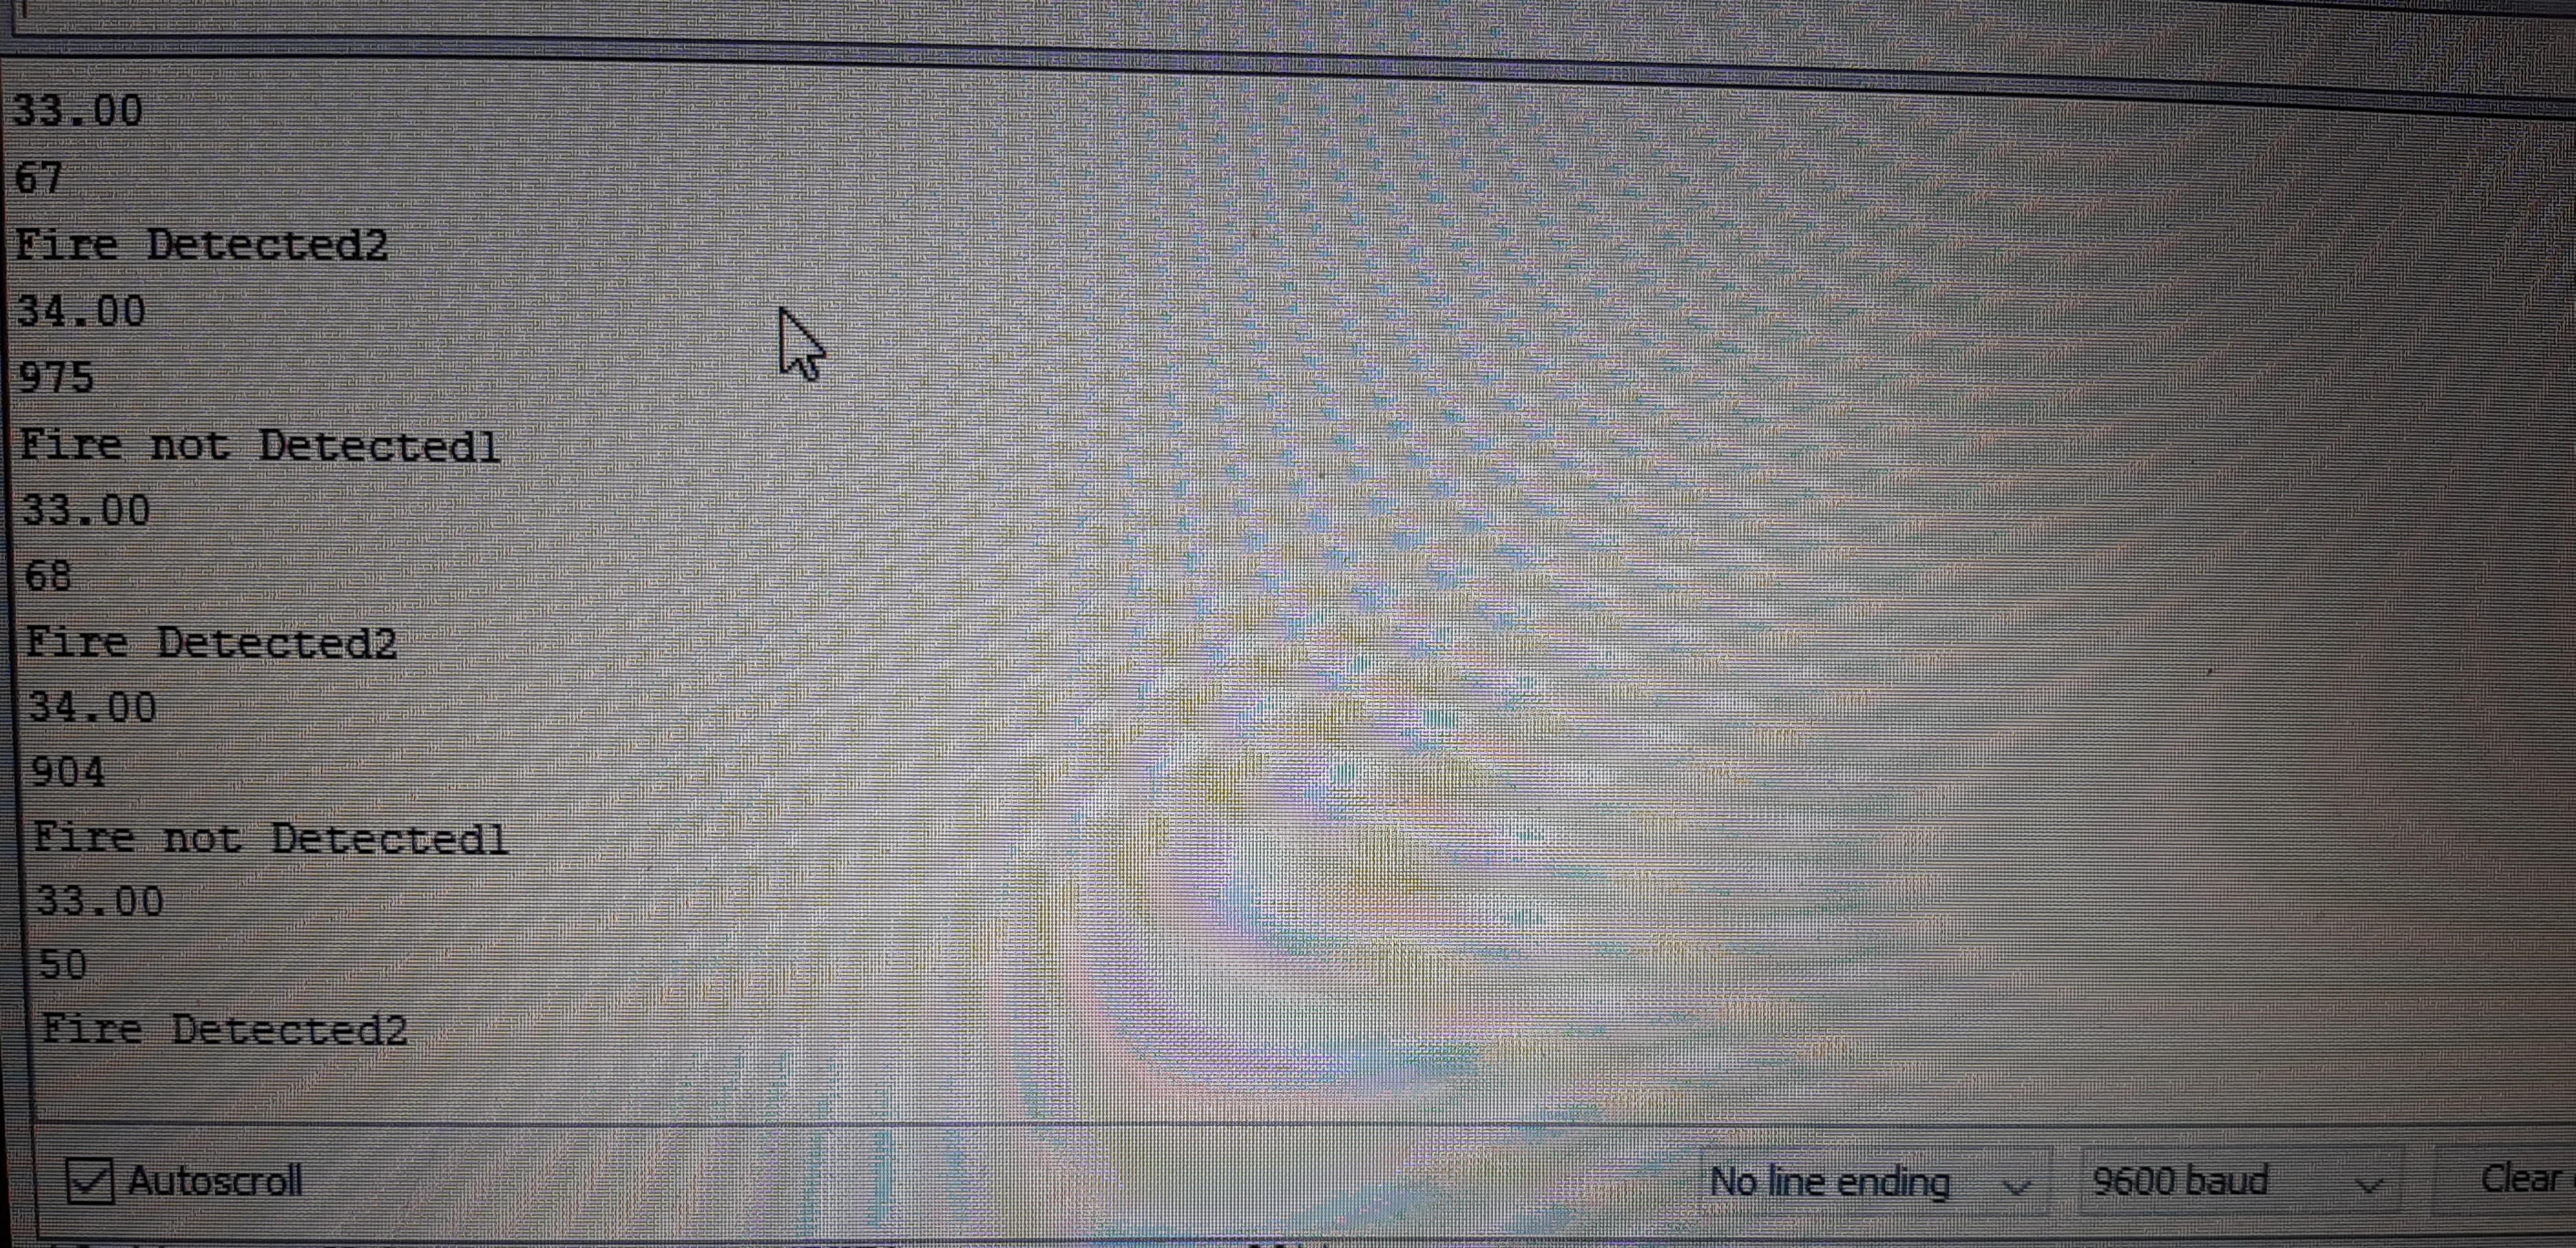 33.00
67
Fire Detected2
34.00
975
Fire not Detected1
33.00
68
Fire Detected2
34.00
904
Fire not Detected1
33.00
50
Fire Detected2
Autoscroll
No line ending
9600 baud
Clear